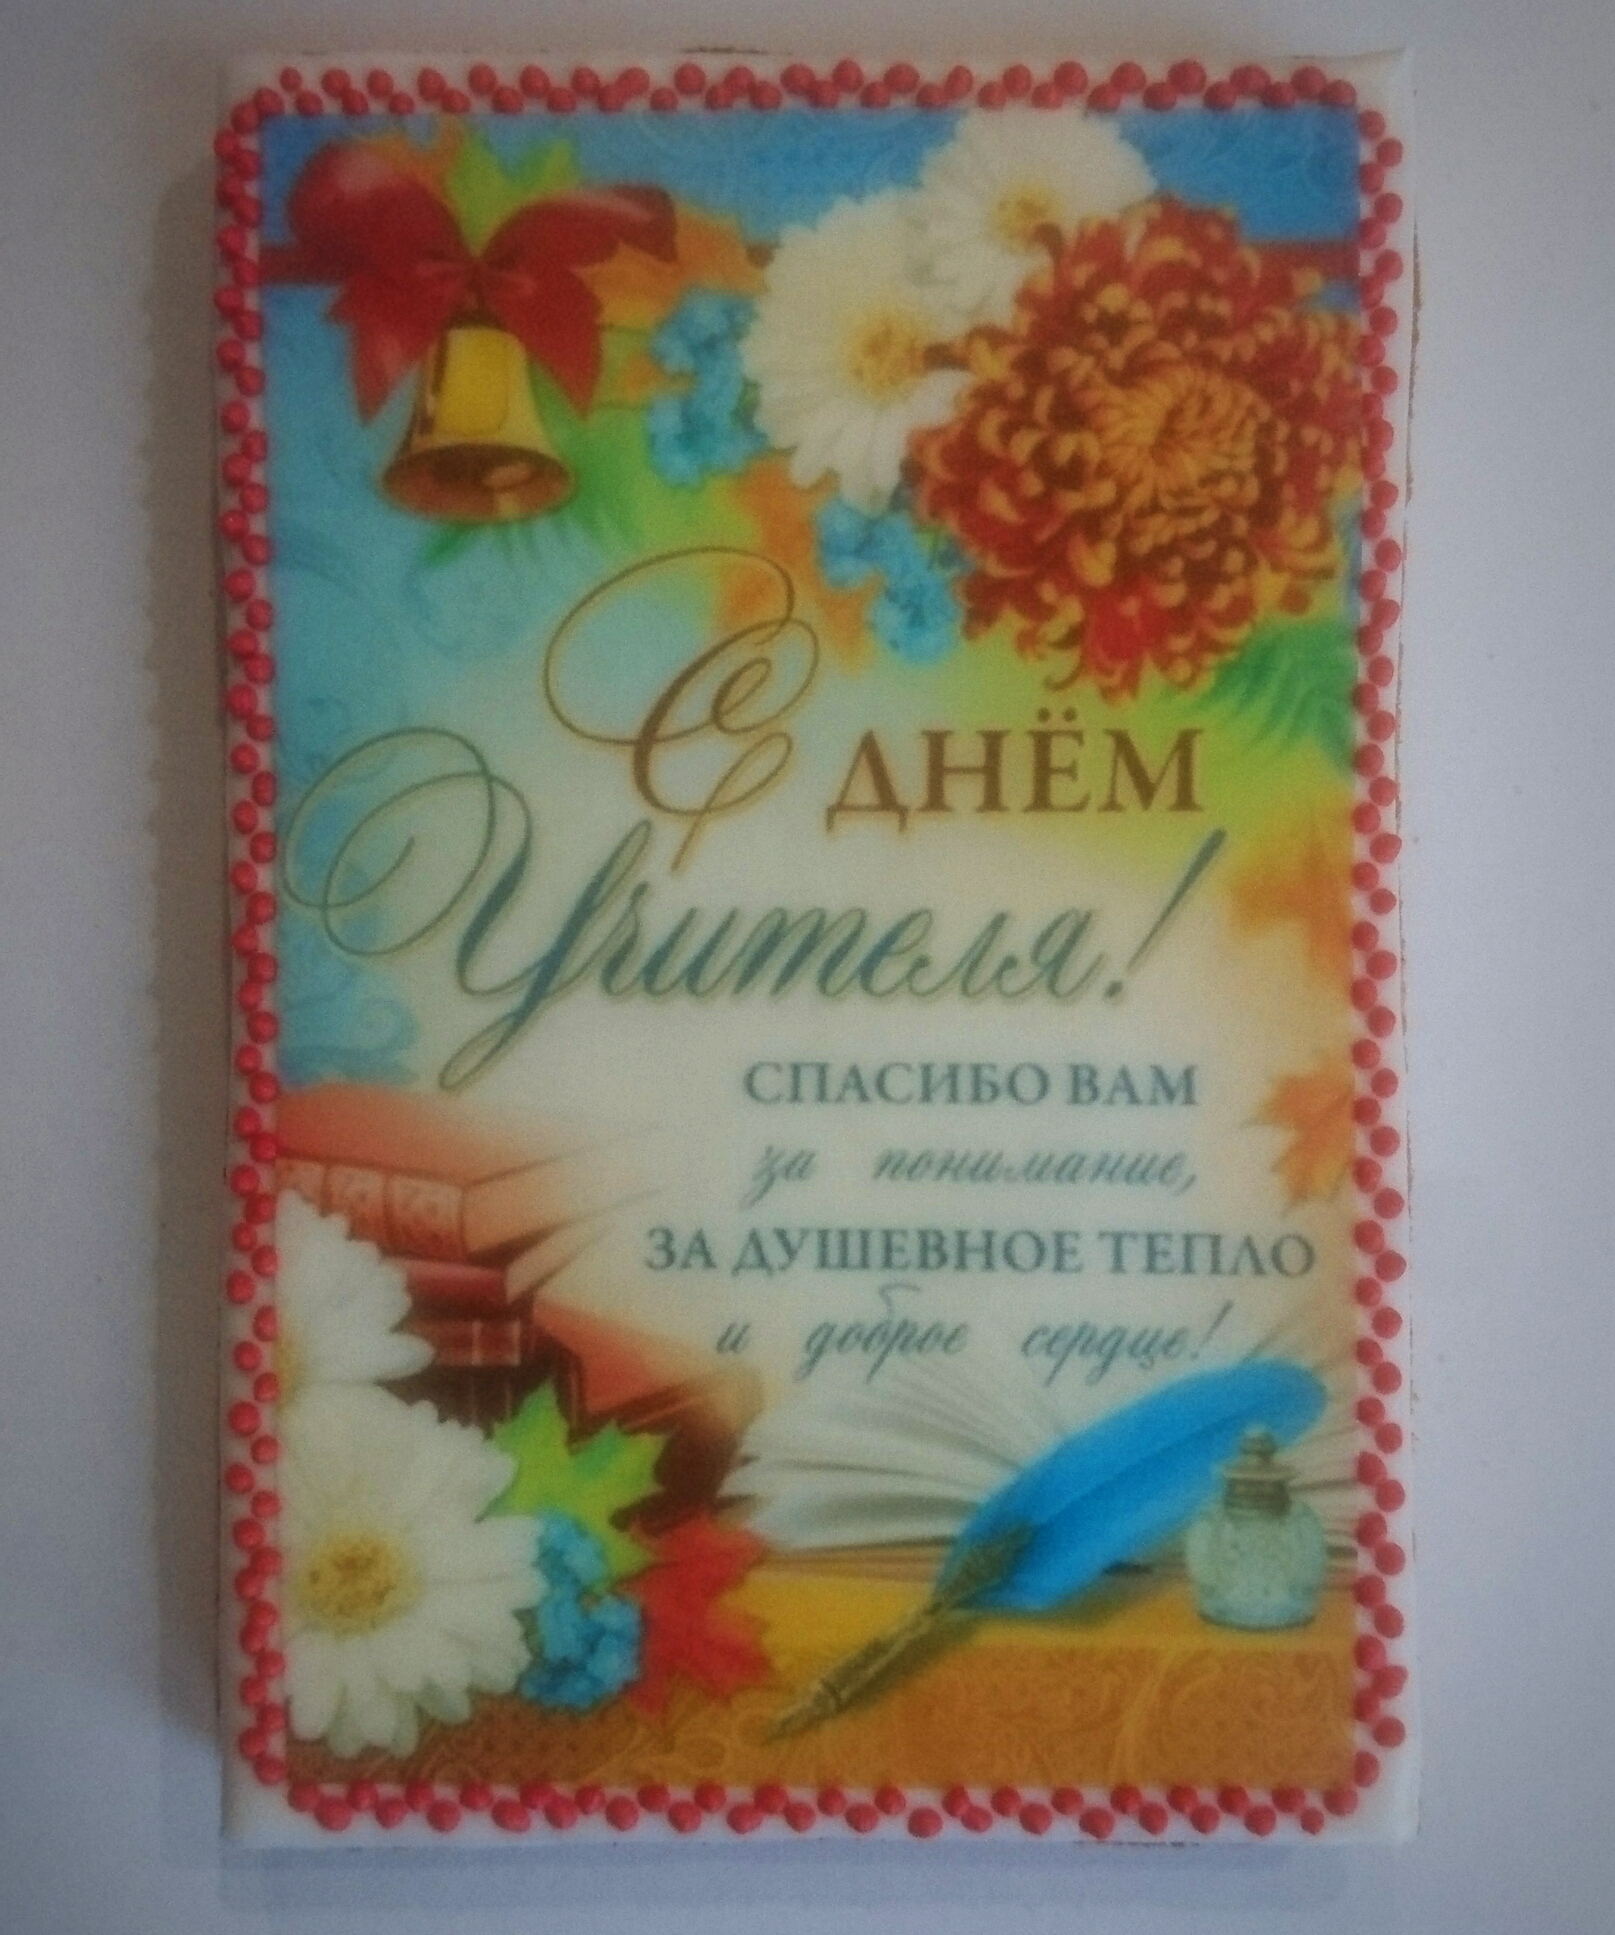 С ДНЁМ
Учителя!
СПАСИБО ВАМ
за понимание,
ЗА ДУШЕВНОЕ ТЕПЛО
и доброе сердце!